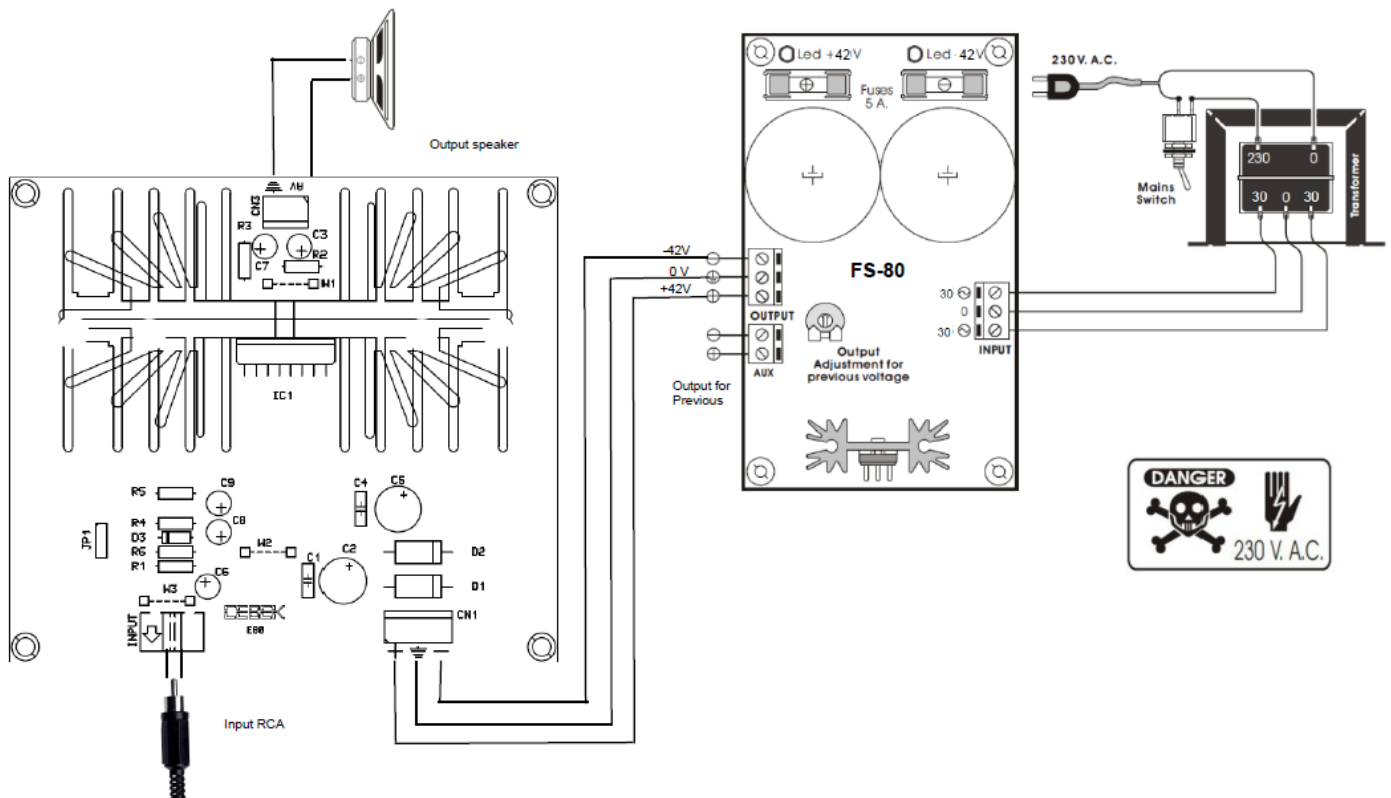 Output speaker
AV
CN3
R3
C3
C7
R2
W1
IC1
R5
C9
R4
C8
D3
R6
R1
JP1
W2
C6
W3
INPUT
CEBEK
E80
C4
C5
C1
C2
D2
D1
CN1
Input RCA
Led +42V
Led -42V
Fuses
5 A.
-42V
0 V
+42V
FS-80
OUTPUT
AUX
Output for
Previous
Output
Adjustment for
previous voltage
30
0
30
INPUT
230 V. A.C.
Mains
Switch
230 0
30 0 30
Transformer
DANGER
230 V. A.C.